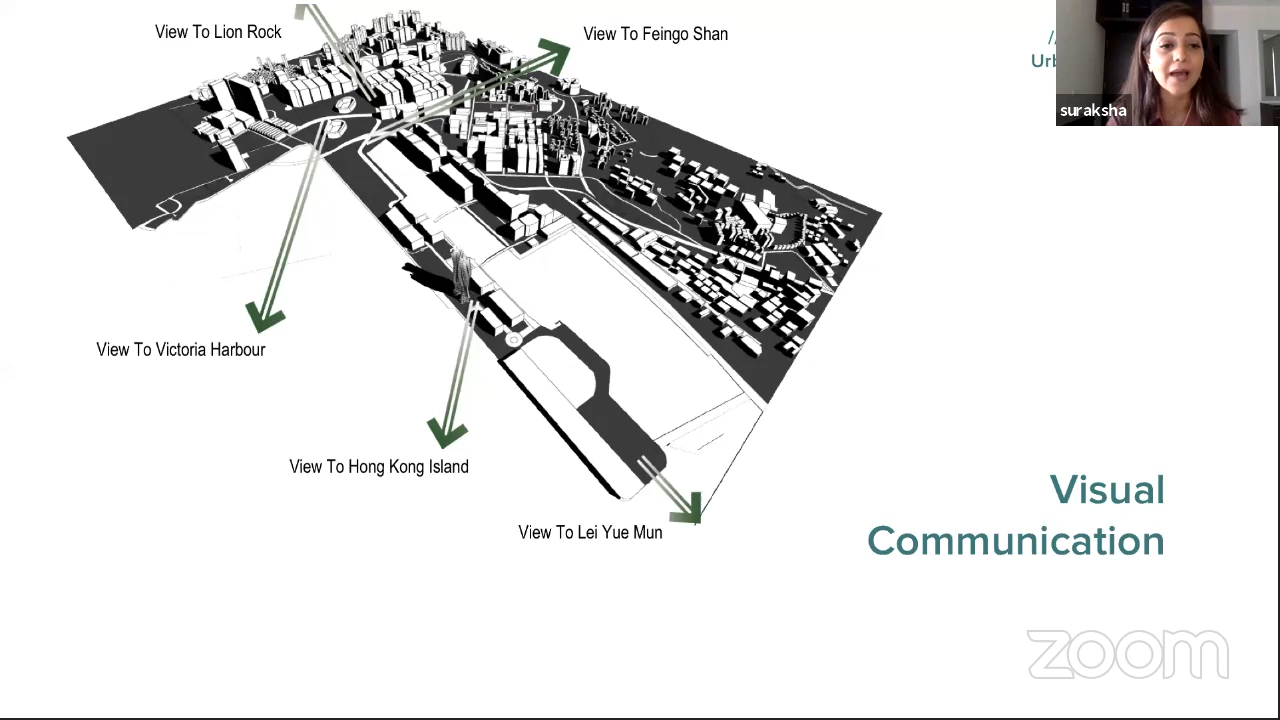 View To Lion Rock
View To Feingo Shan
suraksha
View To Victoria Harbour
View To Hong Kong Island
View To Lei Yue Mun
Visual
Communication
zoom